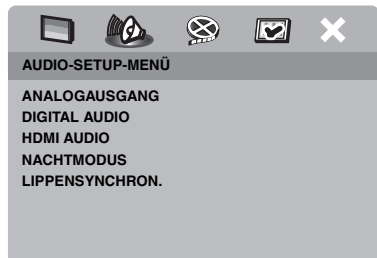 AUDIO-SETUP-MENÜ
ANALOGAUSGANG
DIGITAL AUDIO
HDMI AUDIO
NACHTMODUS
LIPPENSYNCHRON.